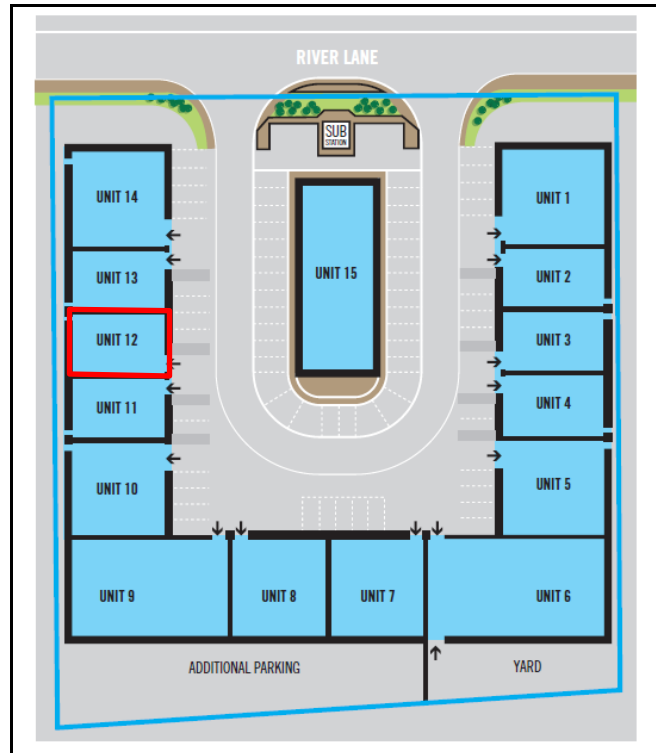 RIVER LANE
SUB
STATION
UNIT 14
UNIT 1
UNIT 15
UNIT 13
UNIT 2
UNIT 12
UNIT 3
UNIT 11
UNIT 4
UNIT 10
UNIT 5
UNIT 9
UNIT 8
UNIT 7
UNIT 6
ADDITIONAL PARKING
YARD